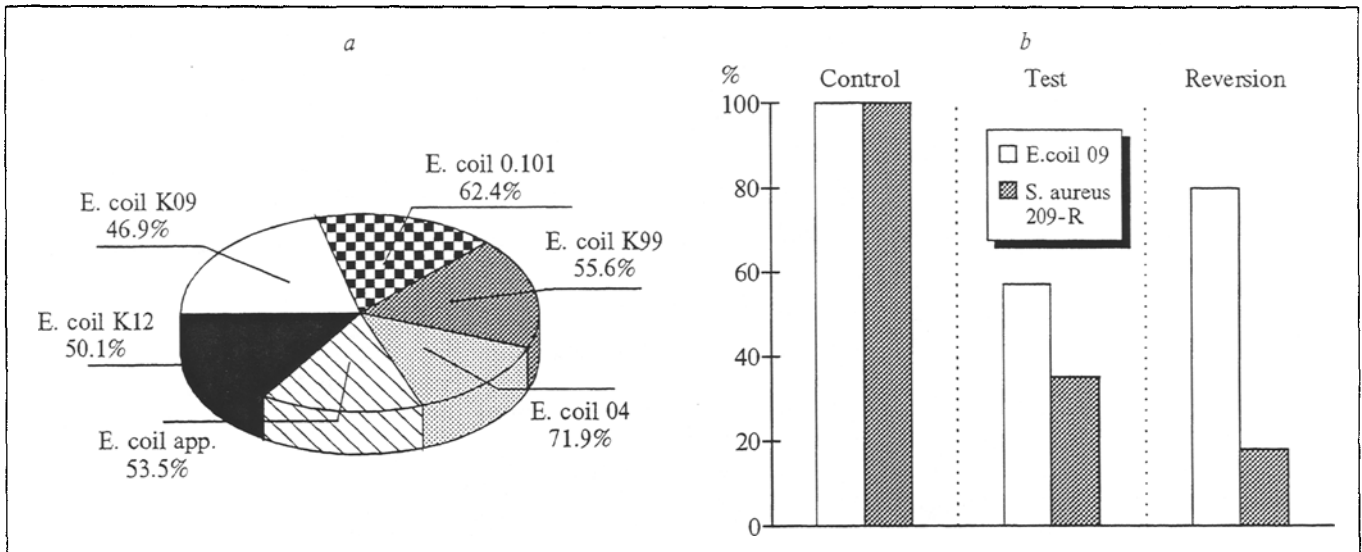 a
E. coil 0.101
62.4%
E. coil K09
46.9%
E. coil K99
55.6%
E. coil K12
50.1%
E. coil 04
71.9%
E. coil app.
53.5%
b
%
Control
Test
Reversion
100
80
60
40
20
0
E.coil 09
S. aureus
209-R